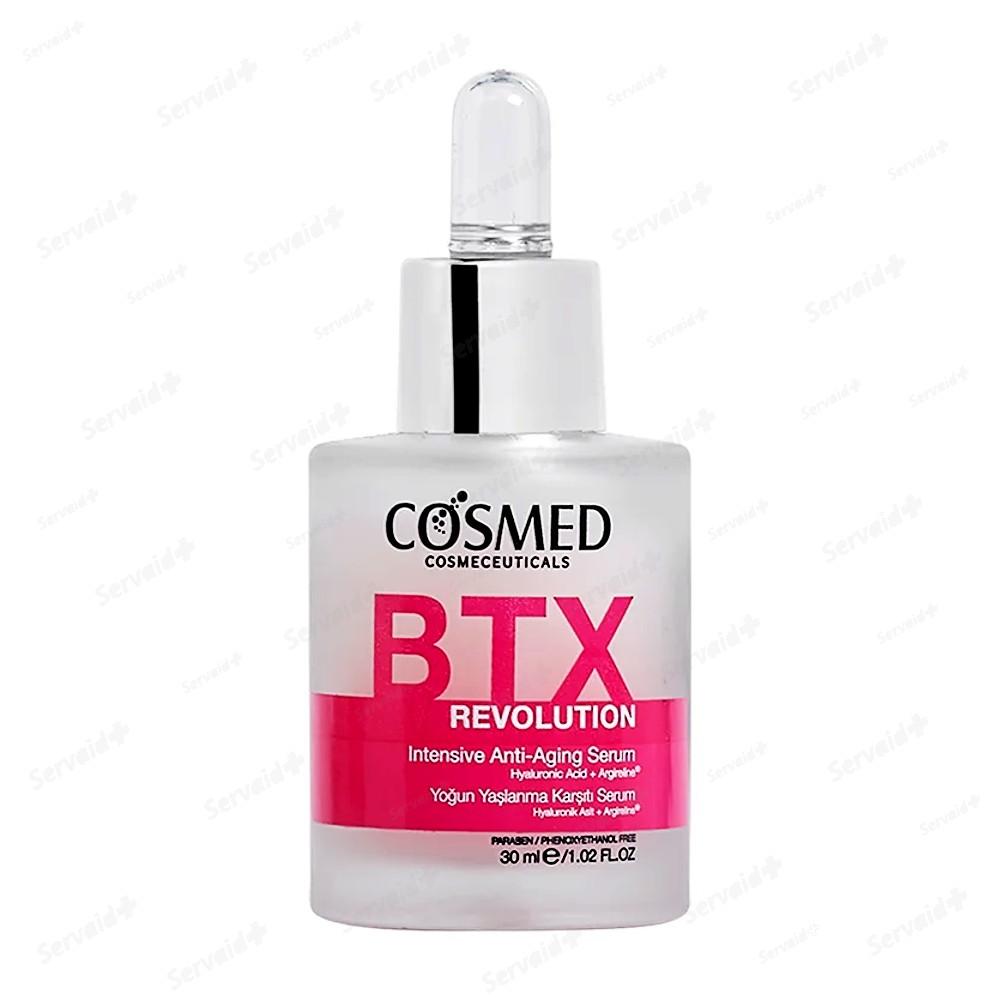 COSMED
COSMECEUTICALS
BTX
REVOLUTION
Intensive Anti-Aging Serum
Hyaluronic Acid + Argireline®
Yoğun Yaşlanma Karşıtı Serum
Hyaluronik Asit + Argireline®
PARABEN / PHENOXYETHANOL FREE
30 ml e /1.02 FL.OZ
Servaid